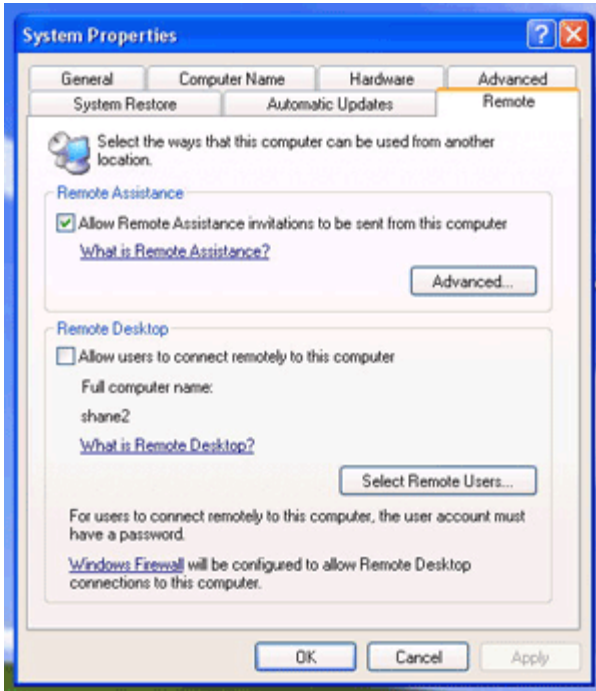 System Properties
General Computer Name Hardware Advanced
System Restore Automatic Updates Remote
Select the ways that this computer can be used from another
location.
Remote Assistance
Allow Remote Assistance invitations to be sent from this computer
What is Remote Assistance?
Advanced...
Remote Desktop
Allow users to connect remotely to this computer
Full computer name:
shane2
What is Remote Desktop?
Select Remote Users...
For users to connect remotely to this computer, the user account must
have a password.
Windows Firewall will be configured to allow Remote Desktop
connections to this computer.
OK Cancel Apply